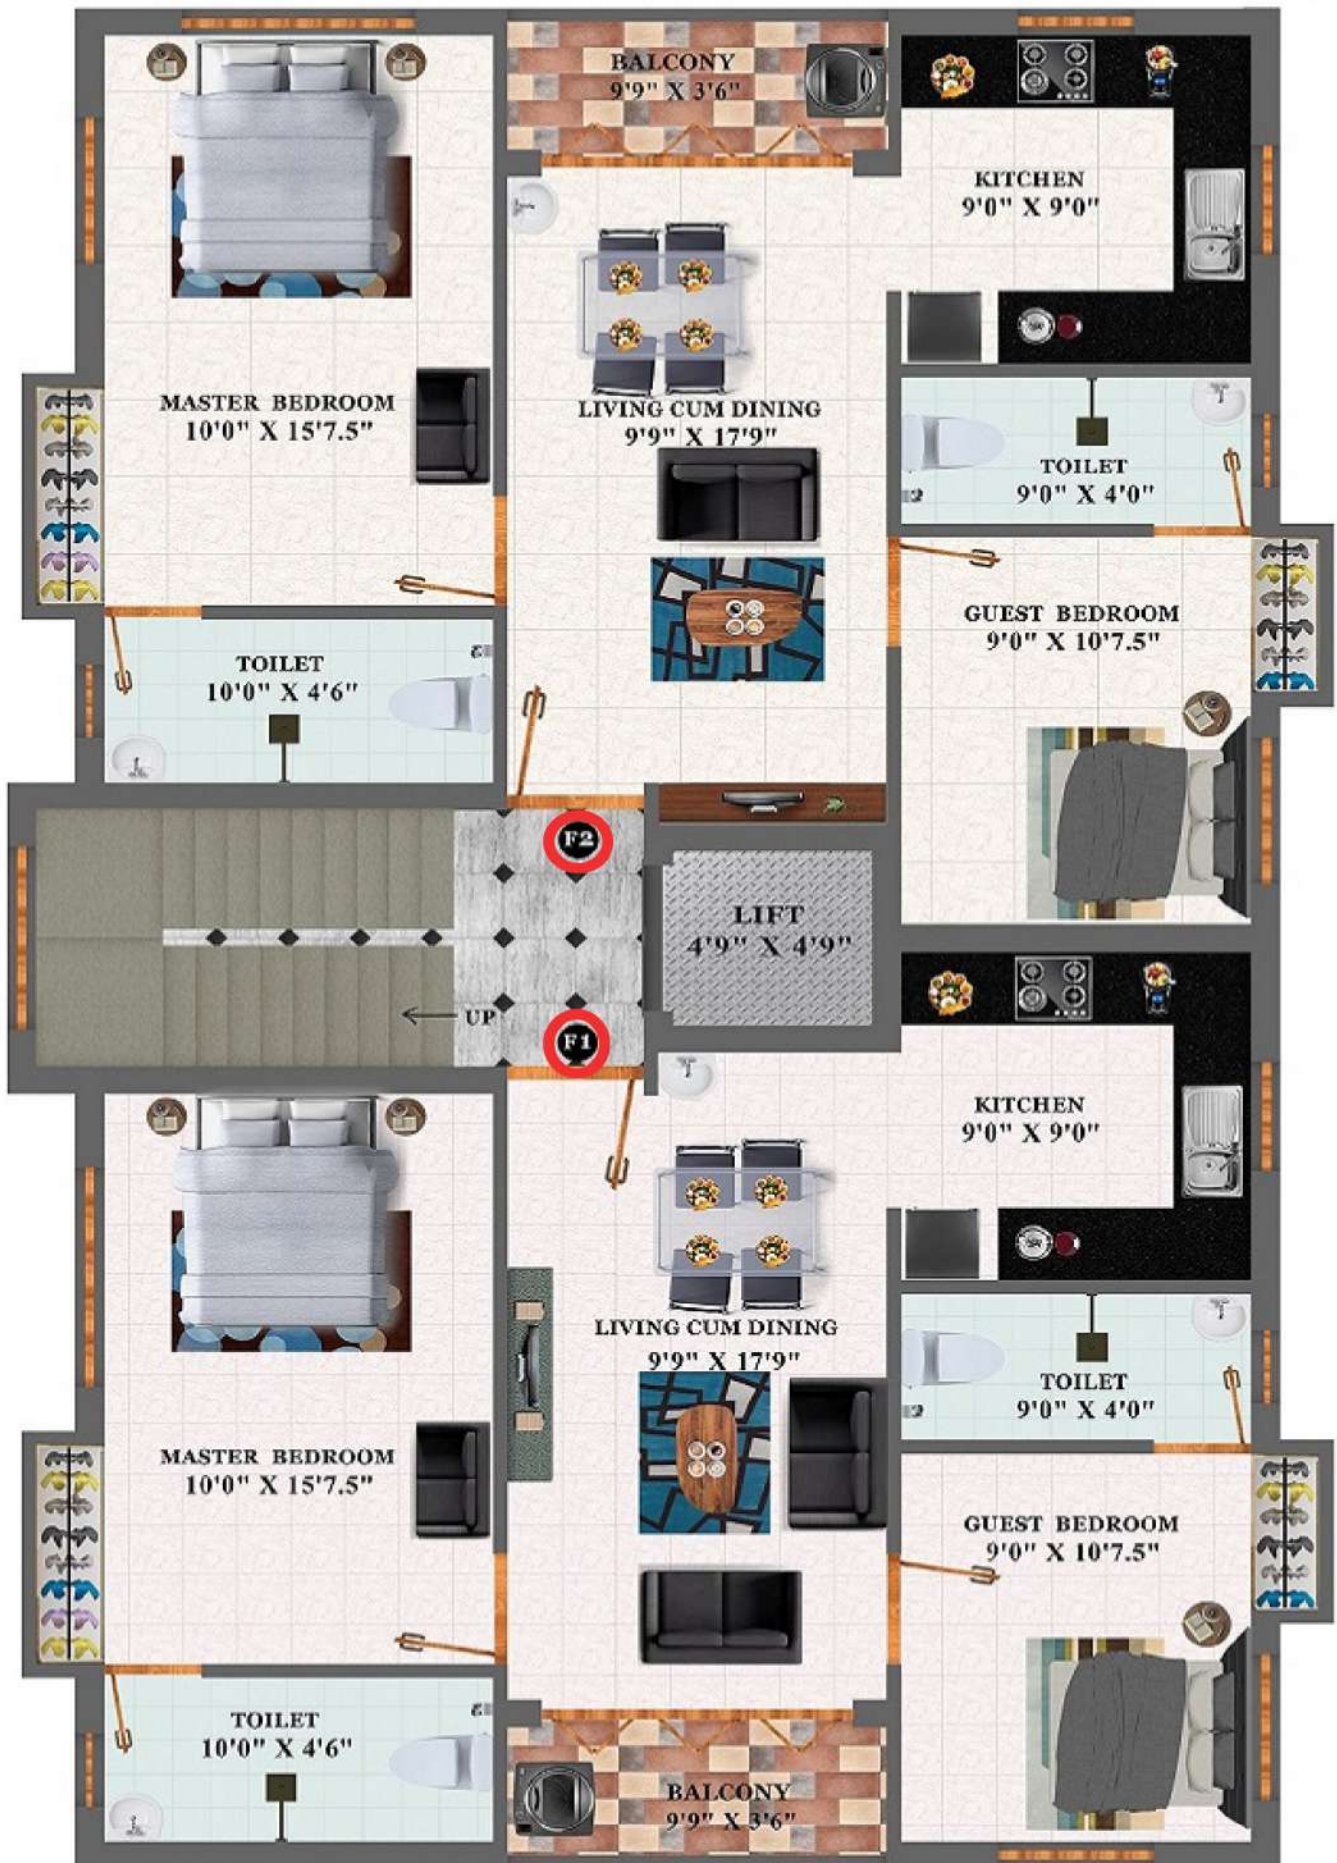 BALCONY
9'9" X 3'6"
KITCHEN
9'0" X 9'0"
MASTER BEDROOM
10'0" X 15'7.5"
LIVING CUM DINING
9'9" X 17'9"
TOILET
9'0" X 4'0"
GUEST BEDROOM
9'0" X 10'7.5"
TOILET
10'0" X 4'6"
F2
LIFT
4'9" X 4'9"
UP
F1
KITCHEN
9'0" X 9'0"
LIVING CUM DINING
9'9" X 17'9"
TOILET
9'0" X 4'0"
MASTER BEDROOM
10'0" X 15'7.5"
GUEST BEDROOM
9'0" X 10'7.5"
TOILET
10'0" X 4'6"
BALCONY
9'9" X 3'6"